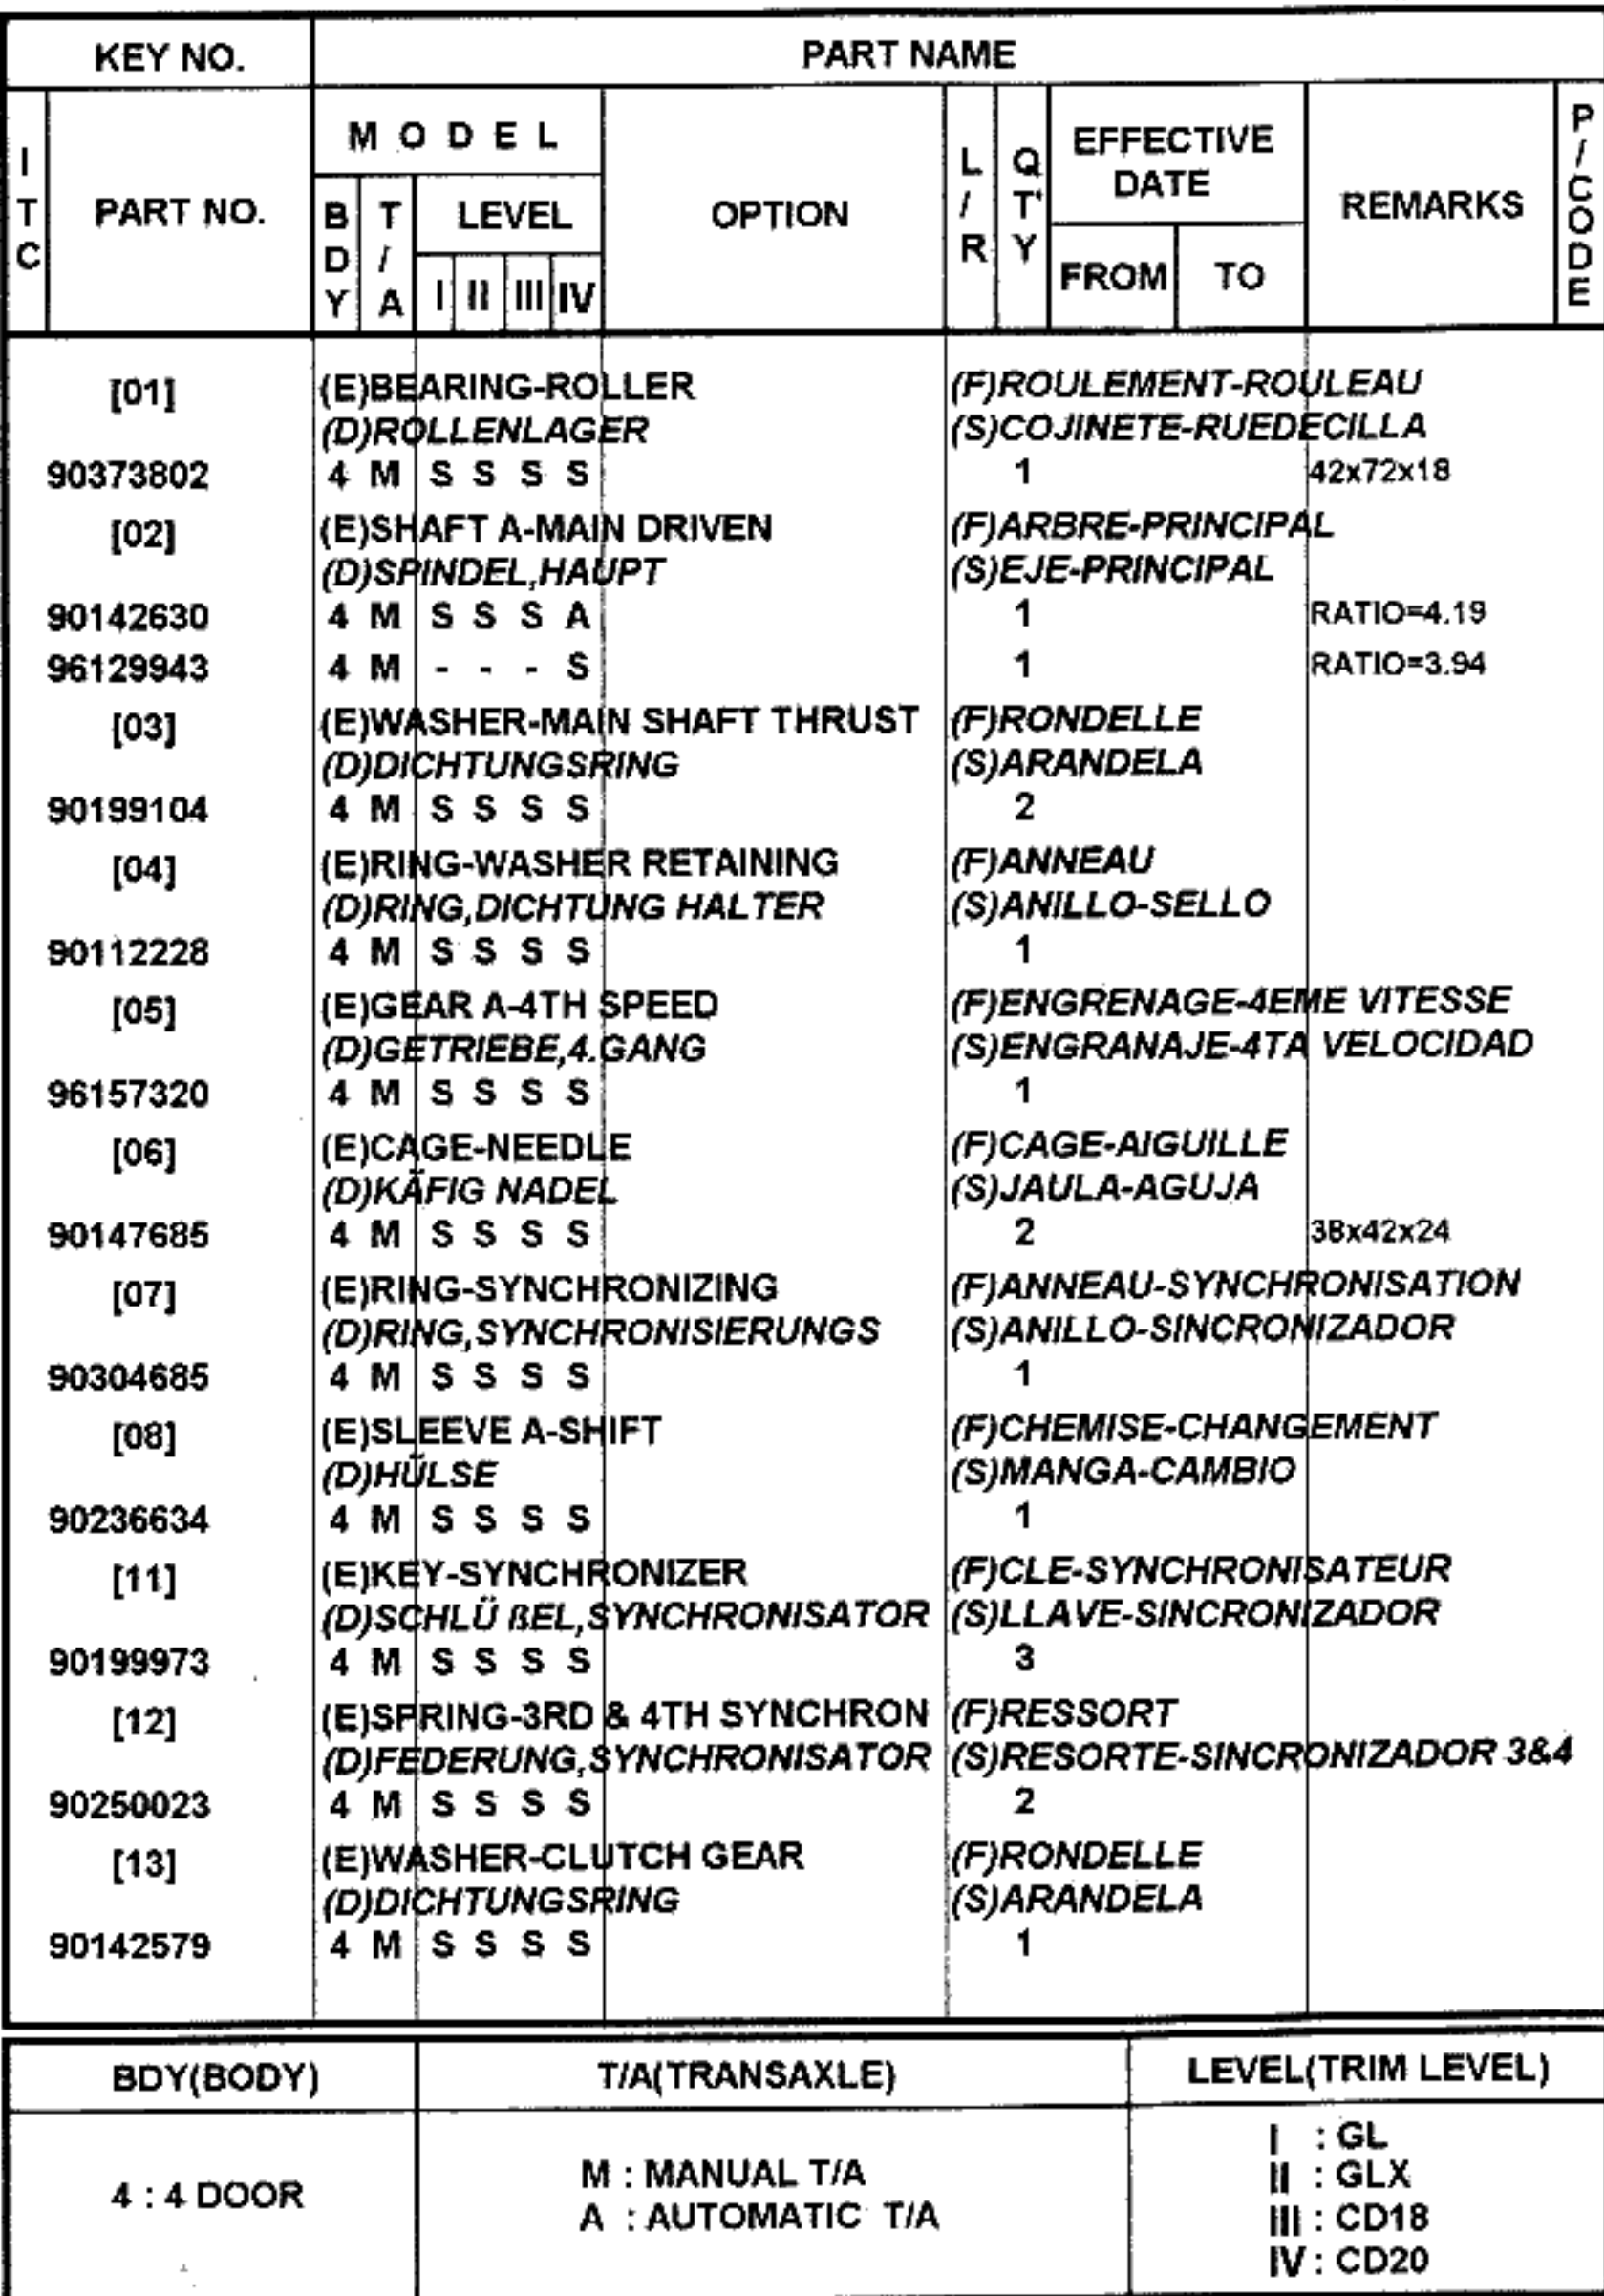 KEY NO. PART NAME
ITC PART NO. MODEL OPTION L/R Q'TY EFFECTIVE DATE REMARKS P/CODE
BDY T/A LEVEL
I II III IV FROM TO
[01] (E)BEARING-ROLLER (F)ROULEMENT-ROULEAU
(D)ROLLENLAGER (S)COJINETE-RUEDECILLA
90373802 4 M S S S S 1 42x72x18
[02] (E)SHAFT A-MAIN DRIVEN (F)ARBRE-PRINCIPAL
(D)SPINDEL,HAUPT (S)EJE-PRINCIPAL
90142630 4 M S S S A 1 RATIO=4.19
96129943 4 M - - - S 1 RATIO=3.94
[03] (E)WASHER-MAIN SHAFT THRUST (F)RONDELLE
(D)DICHTUNGSRING (S)ARANDELA
90199104 4 M S S S S 2
[04] (E)RING-WASHER RETAINING (F)ANNEAU
(D)RING,DICHTUNG HALTER (S)ANILLO-SELLO
90112228 4 M S S S S 1
[05] (E)GEAR A-4TH SPEED (F)ENGRENAGE-4EME VITESSE
(D)GETRIEBE,4.GANG (S)ENGRANAJE-4TA VELOCIDAD
96157320 4 M S S S S 1
[06] (E)CAGE-NEEDLE (F)CAGE-AIGUILLE
(D)KÄFIG NADEL (S)JAULA-AGUJA
90147685 4 M S S S S 2 38x42x24
[07] (E)RING-SYNCHRONIZING (F)ANNEAU-SYNCHRONISATION
(D)RING,SYNCHRONISIERUNGS (S)ANILLO-SINCRONIZADOR
90304685 4 M S S S S 1
[08] (E)SLEEVE A-SHIFT (F)CHEMISE-CHANGEMENT
(D)HÜLSE (S)MANGA-CAMBIO
90236634 4 M S S S S 1
[11] (E)KEY-SYNCHRONIZER (F)CLE-SYNCHRONISATEUR
(D)SCHLÜ ßEL,SYNCHRONISATOR (S)LLAVE-SINCRONIZADOR
90199973 4 M S S S S 3
[12] (E)SPRING-3RD & 4TH SYNCHRON (F)RESSORT
(D)FEDERUNG,SYNCHRONISATOR (S)RESORTE-SINCRONIZADOR 3&4
90250023 4 M S S S S 2
[13] (E)WASHER-CLUTCH GEAR (F)RONDELLE
(D)DICHTUNGSRING (S)ARANDELA
90142579 4 M S S S S 1
BDY(BODY) T/A(TRANSAXLE) LEVEL(TRIM LEVEL)
4 : 4 DOOR
M : MANUAL T/A
A : AUTOMATIC T/A
I : GL
II : GLX
III : CD18
IV : CD20